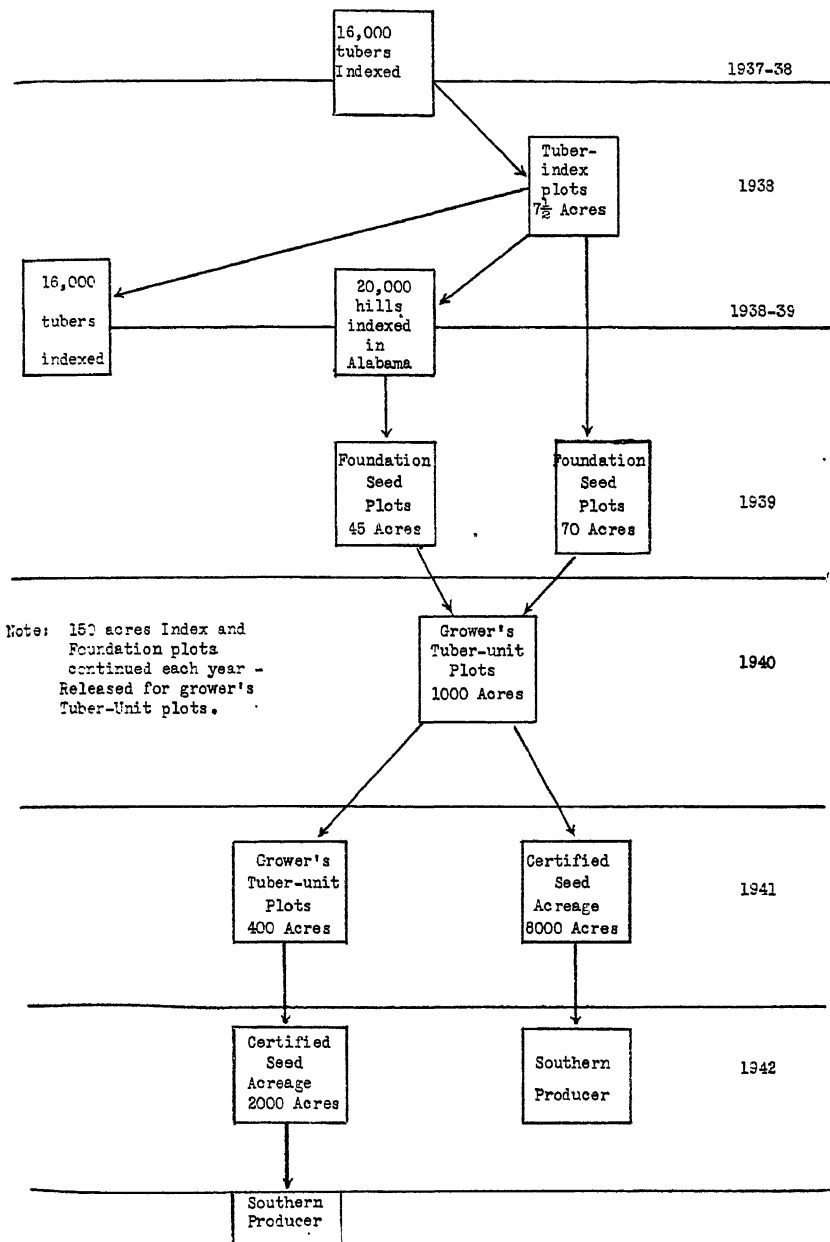 16,000
tubers
Indexed
1937-38
Tuber-
index
plots
7½ Acres
1938
16,000
tubers
indexed
20,000
hills
indexed
in
Alabama
1938-39
Foundation
Seed
Plots
45 Acres
Foundation
Seed
Plots
70 Acres
1939
Note: 150 acres Index and
Foundation plots
continued each year -
Released for grower's
Tuber-Unit plots.
Grower's
Tuber-unit
Plots
1000 Acres
1940
Grower's
Tuber-unit
Plots
400 Acres
Certified
Seed
Acreage
8000 Acres
1941
Certified
Seed
Acreage
2000 Acres
Southern
Producer
1942
Southern
Producer